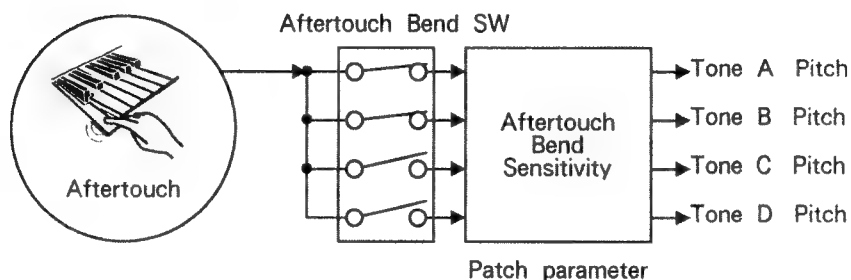 Aftertouch Bend SW
Aftertouch
Aftertouch
Bend
Sensitivity
Tone A Pitch
Tone B Pitch
Tone C Pitch
Tone D Pitch
Patch parameter